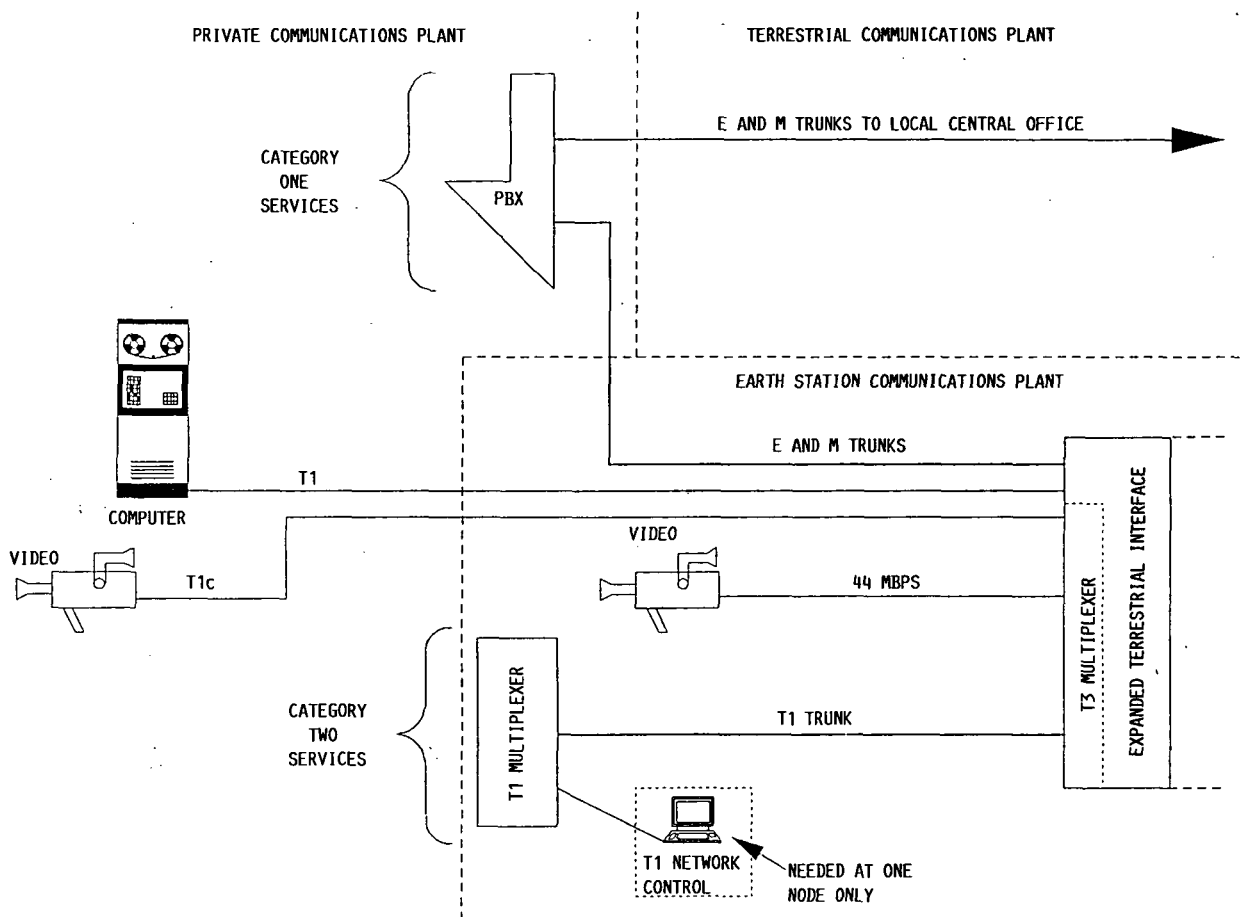 PRIVATE COMMUNICATIONS PLANT
TERRESTRIAL COMMUNICATIONS PLANT
E AND M TRUNKS TO LOCAL CENTRAL OFFICE
CATEGORY
ONE
SERVICES
PBX
EARTH STATION COMMUNICATIONS PLANT
E AND M TRUNKS
T1
COMPUTER
VIDEO
T1c
VIDEO
44 MBPS
T3 MULTIPLEXER
EXPANDED TERRESTRIAL INTERFACE
CATEGORY
TWO
SERVICES
T1 MULTIPLEXER
T1 TRUNK
T1 NETWORK
CONTROL
NEEDED AT ONE
NODE ONLY